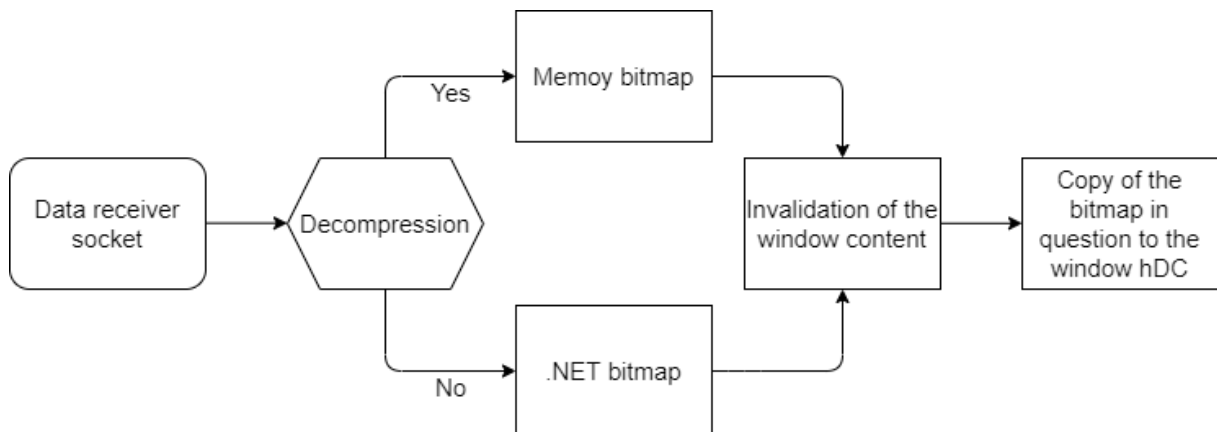 Data receiver
socket
Decompression
Yes
Memoy bitmap
No
.NET bitmap
Invalidation of the
window content
Copy of the
bitmap in
question to the
window hDC